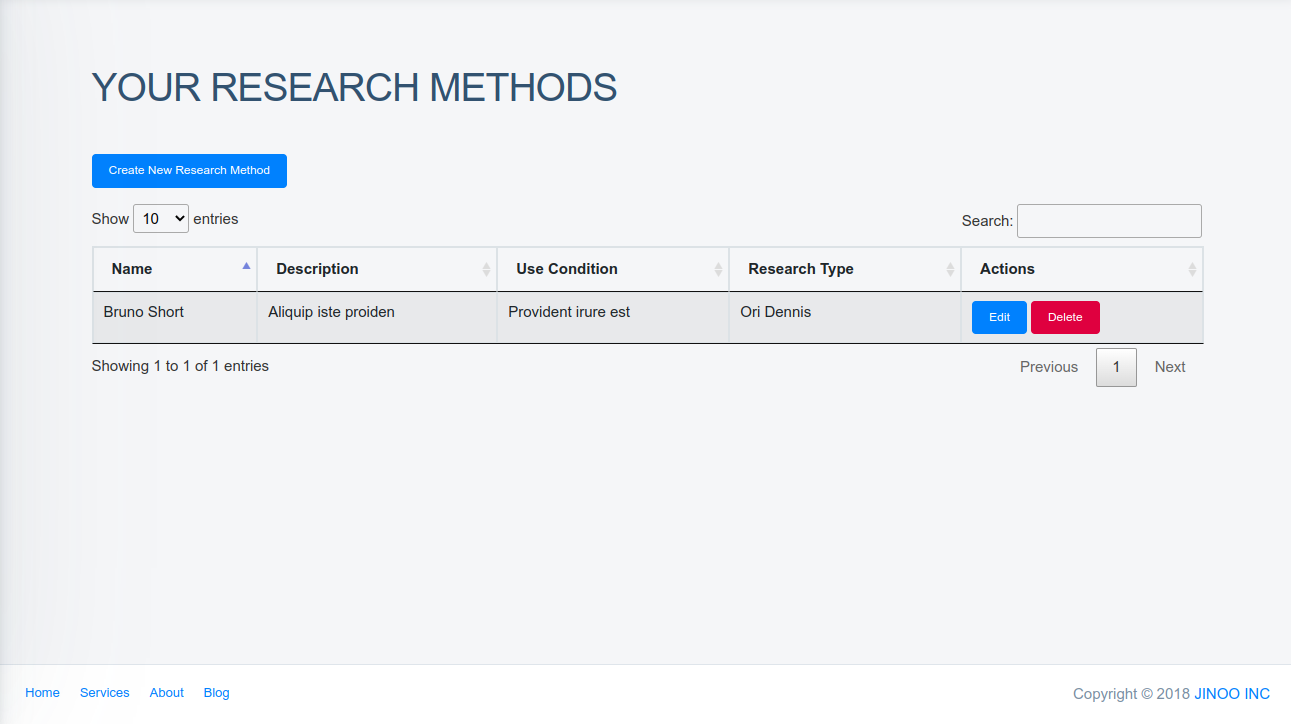 YOUR RESEARCH METHODS
Create New Research Method
Show 10 entries
Search:
Name Description Use Condition Research Type Actions
Bruno Short Aliquip iste proiden Provident irure est Ori Dennis Edit Delete
Showing 1 to 1 of 1 entries
Previous 1 Next
Home Services About Blog
Copyright © 2018 JINOO INC